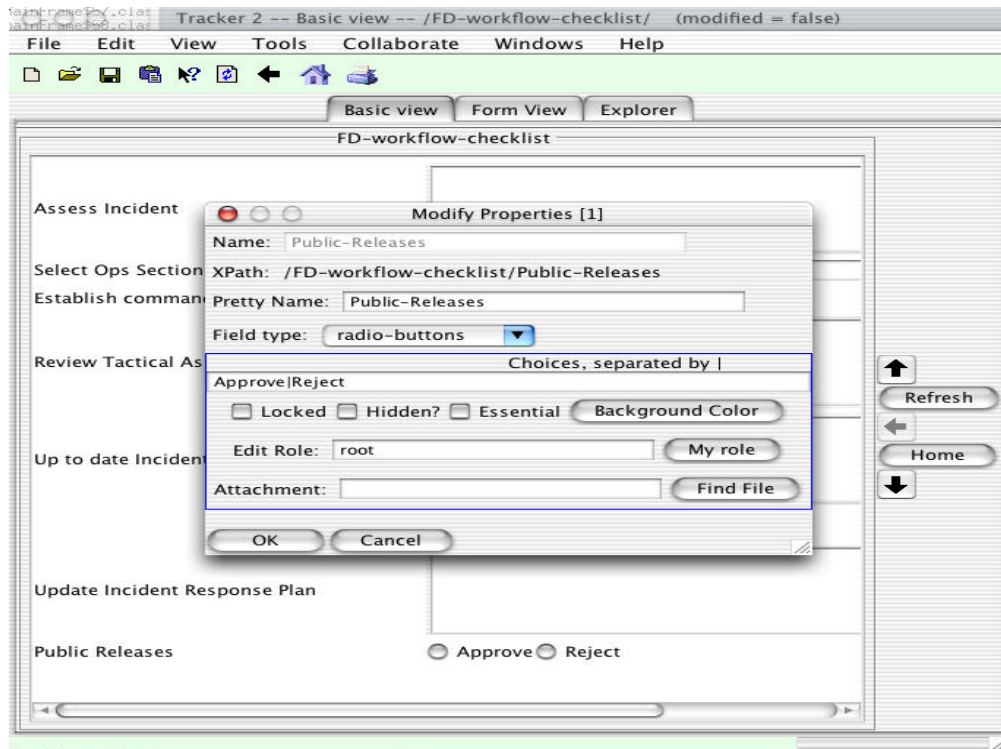 Tracker 2 -- Basic view -- /FD-workflow-checklist/ (modified = false)
File Edit View Tools Collaborate Windows Help
Basic view Form View Explorer
FD-workflow-checklist
Assess Incident
Modify Properties [1]
Name: Public-Releases
Select Ops Section
XPath: /FD-workflow-checklist/Public-Releases
Establish comman
Pretty Name: Public-Releases
Field type: radio-buttons
Review Tactical As
Choices, separated by |
Approve|Reject
Refresh
Locked Hidden? Essential Background Color
Edit Role: root My role
Up to date Inciden
Home
Attachment: Find File
OK Cancel
Update Incident Response Plan
Public Releases Approve Reject